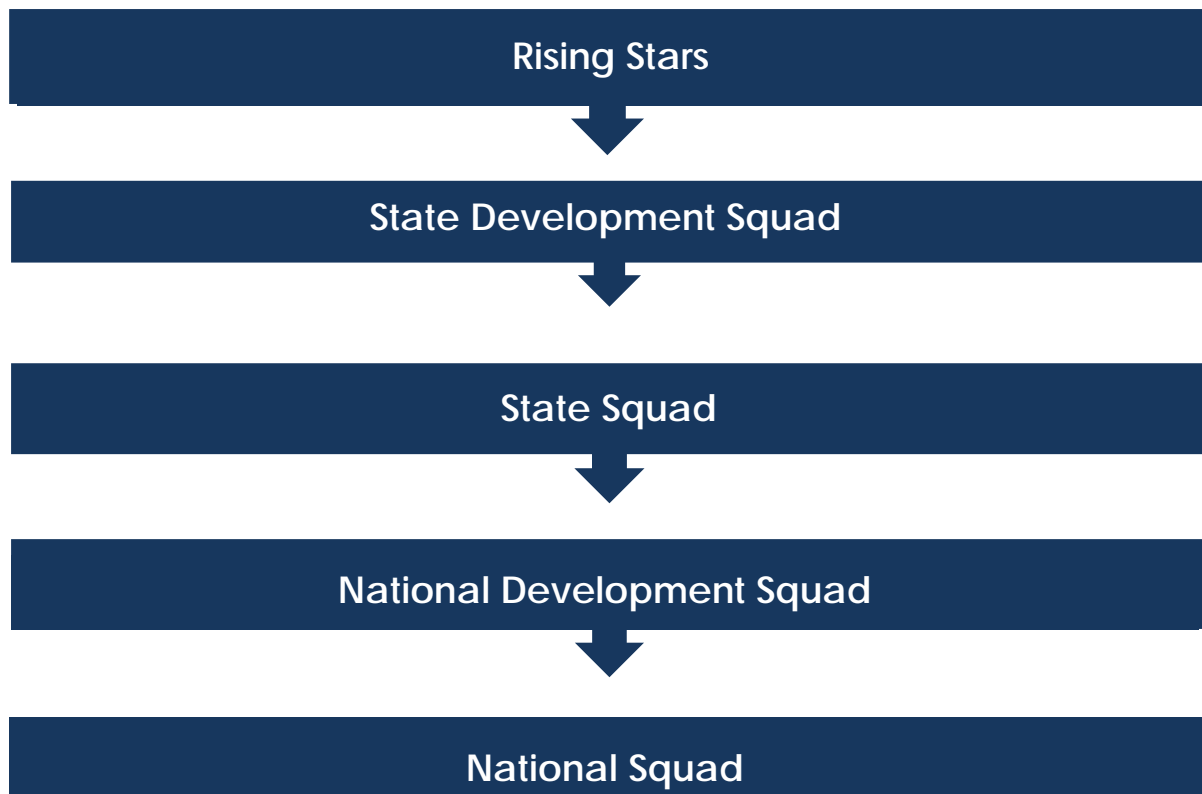 Rising Stars
State Development Squad
State Squad
National Development Squad
National Squad